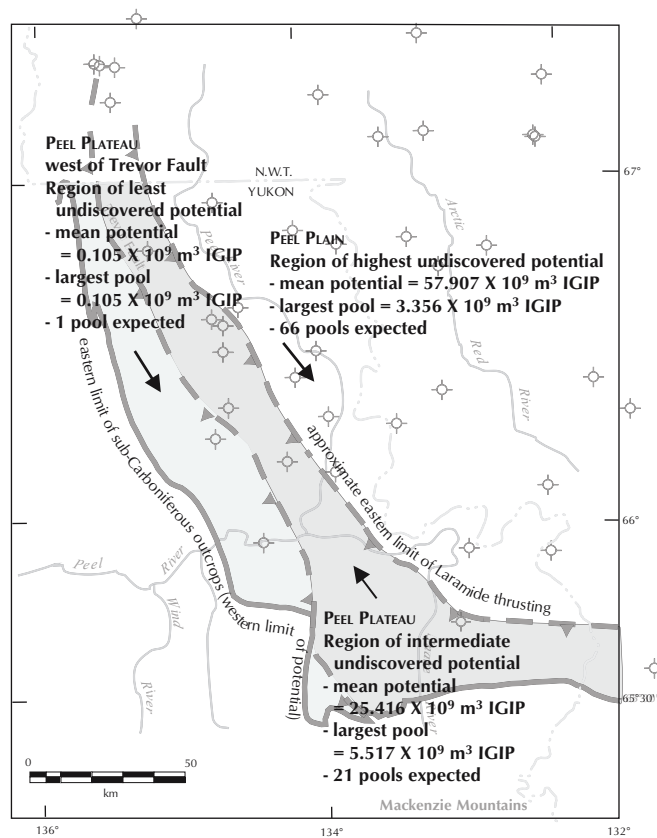 PEEL PLATEAU
west of Trevor Fault
Region of least
undiscovered potential
- mean potential
= 0.105 X 10⁹ m³ IGIP
- largest pool
= 0.105 X 10⁹ m³ IGIP
- 1 pool expected
N.W.T.
YUKON
67°
Peel
River
Trevor Fault
Arctic
Red
River
PEEL PLAIN
Region of highest undiscovered potential
- mean potential = 57.907 X 10⁹ m³ IGIP
- largest pool = 3.356 X 10⁹ m³ IGIP
- 66 pools expected
eastern limit of sub-Carboniferous outcrops (western limit
of potential)
approximate eastern limit of Laramide thrusting
66°
Peel
River
Wind
River
PEEL PLATEAU
Region of intermediate
undiscovered potential
- mean potential
= 25.416 X 10⁹ m³ IGIP
- largest pool
= 5.517 X 10⁹ m³ IGIP
- 21 pools expected
River
65°30'
0 50
km
Mackenzie Mountains
136° 134° 132°